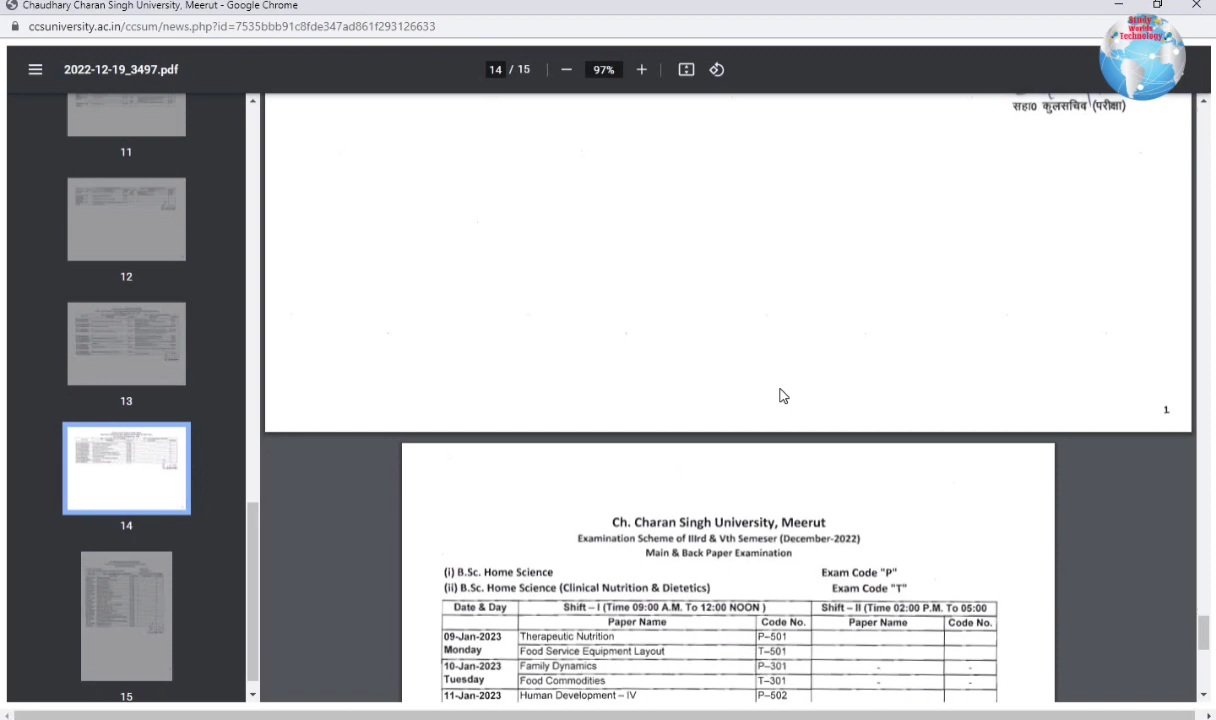 Chaudhary Charan Singh University, Meerut - Google Chrome
ccsuniversity.ac.in/ccsum/news.php?id=7535bbb91c8fde347ad861f293126633
Study
Worlds
Technology
2022-12-19_3497.pdf
14 / 15
97%
11
12
13
14
15
सहा0 कुलसचिव (परीक्षा)
1
Ch. Charan Singh University, Meerut
Examination Scheme of IIIrd & Vth Semeser (December-2022)
Main & Back Paper Examination
(i) B.Sc. Home Science Exam Code "P"
(ii) B.Sc. Home Science (Clinical Nutrition & Dietetics) Exam Code "T"
Date & Day Shift – I (Time 09:00 A.M. To 12:00 NOON ) Shift – II (Time 02:00 P.M. To 05:00
Paper Name Code No. Paper Name Code No.
09-Jan-2023 Therapeutic Nutrition P–501
Monday Food Service Equipment Layout T–501
10-Jan-2023 Family Dynamics P–301 - -
Tuesday Food Commodities T–301 - -
11-Jan-2023 Human Development – IV P–502